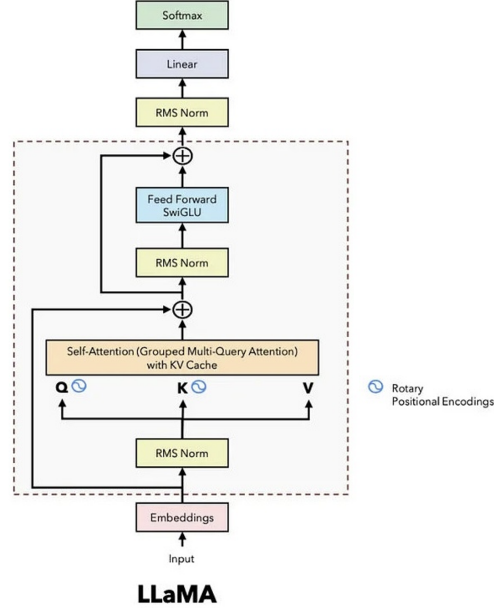 Softmax
Linear
RMS Norm
Feed Forward
SwiGLU
RMS Norm
Self-Attention (Grouped Multi-Query Attention)
with KV Cache
Q K V
Rotary
Positional Encodings
RMS Norm
Embeddings
Input
LLaMA